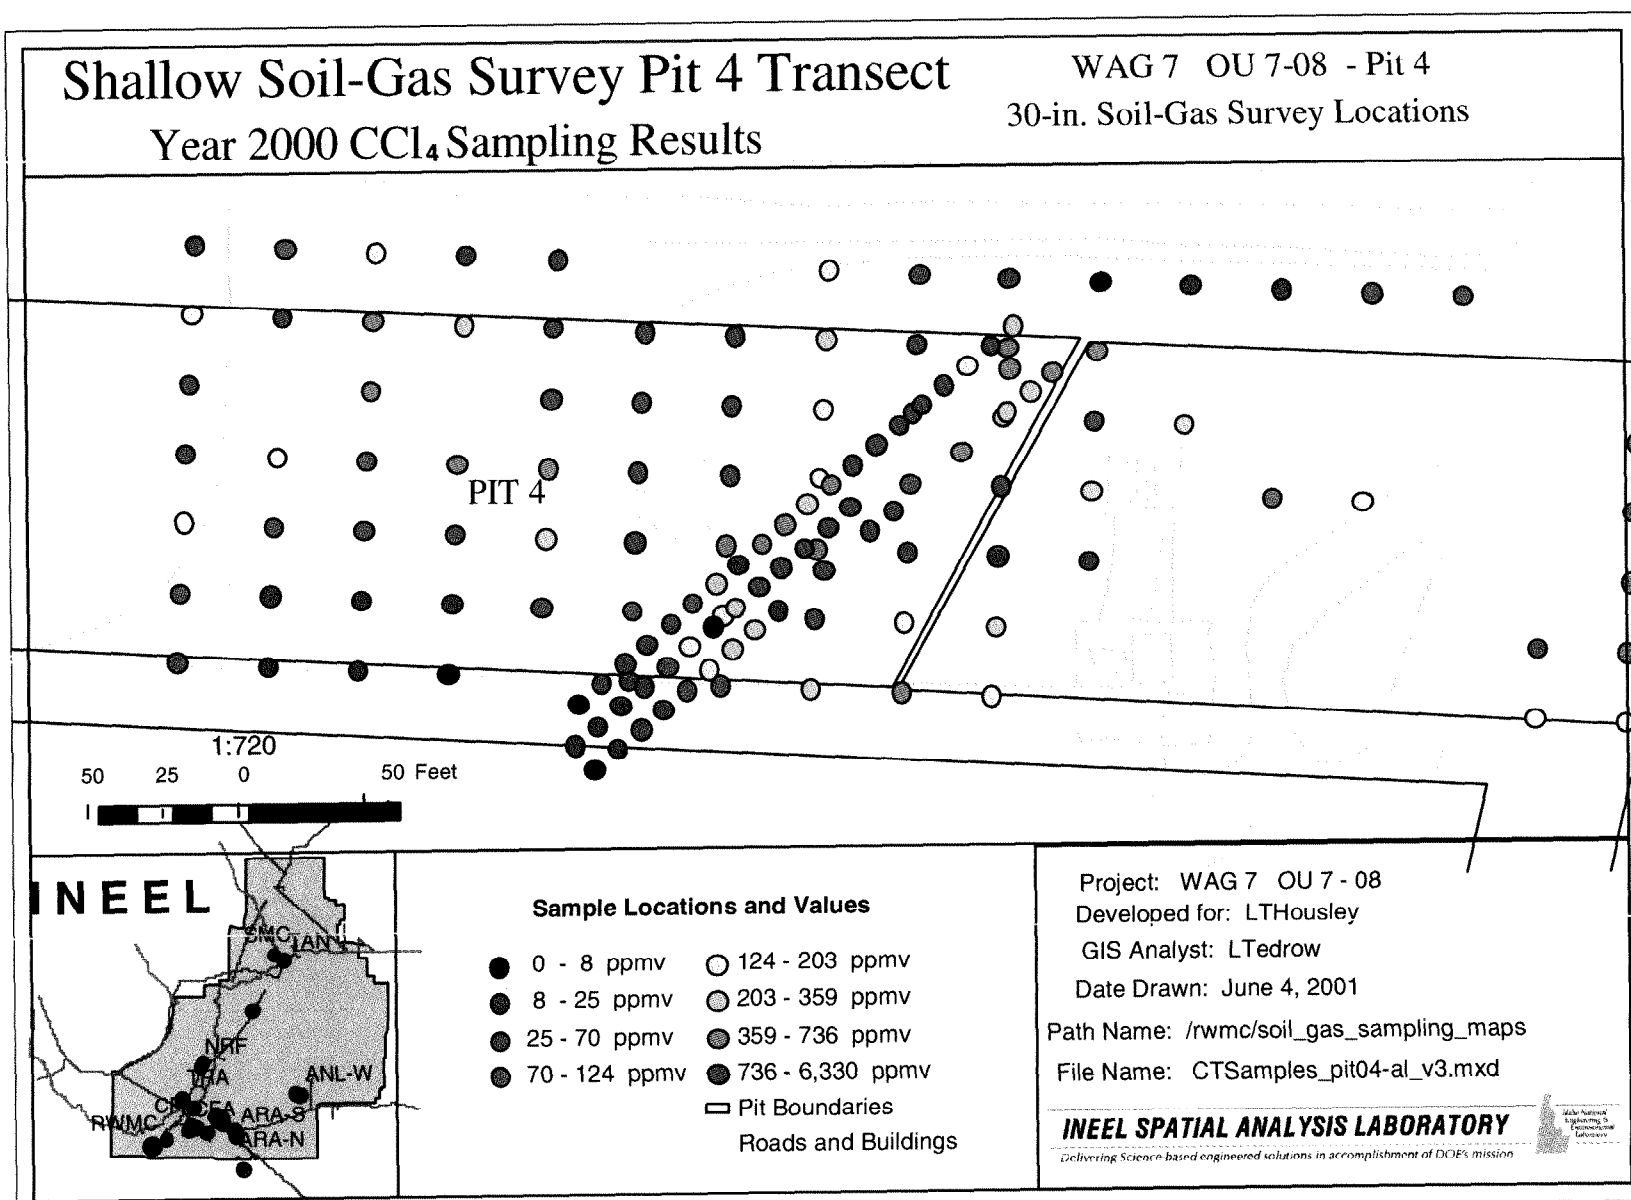 Shallow Soil-Gas Survey Pit 4 Transect
Year 2000 CCl₄ Sampling Results
WAG 7 OU 7-08 - Pit 4
30-in. Soil-Gas Survey Locations
PIT 4
1:720
50 25 0 50 Feet
INEEL
SMC TAN
NRF
TRA
ANL-W
CFA
ARA-S
RWMC
ARA-N
Sample Locations and Values
0 - 8 ppmv
8 - 25 ppmv
25 - 70 ppmv
70 - 124 ppmv
124 - 203 ppmv
203 - 359 ppmv
359 - 736 ppmv
736 - 6,330 ppmv
Pit Boundaries
Roads and Buildings
Project: WAG 7 OU 7 - 08
Developed for: LTHousley
GIS Analyst: LTedrow
Date Drawn: June 4, 2001
Path Name: /rwmc/soil_gas_sampling_maps
File Name: CTSamples_pit04-al_v3.mxd
INEEL SPATIAL ANALYSIS LABORATORY
Delivering Science-based engineered solutions in accomplishment of DOE's mission
Idaho National
Engineering &
Environmental
Laboratory